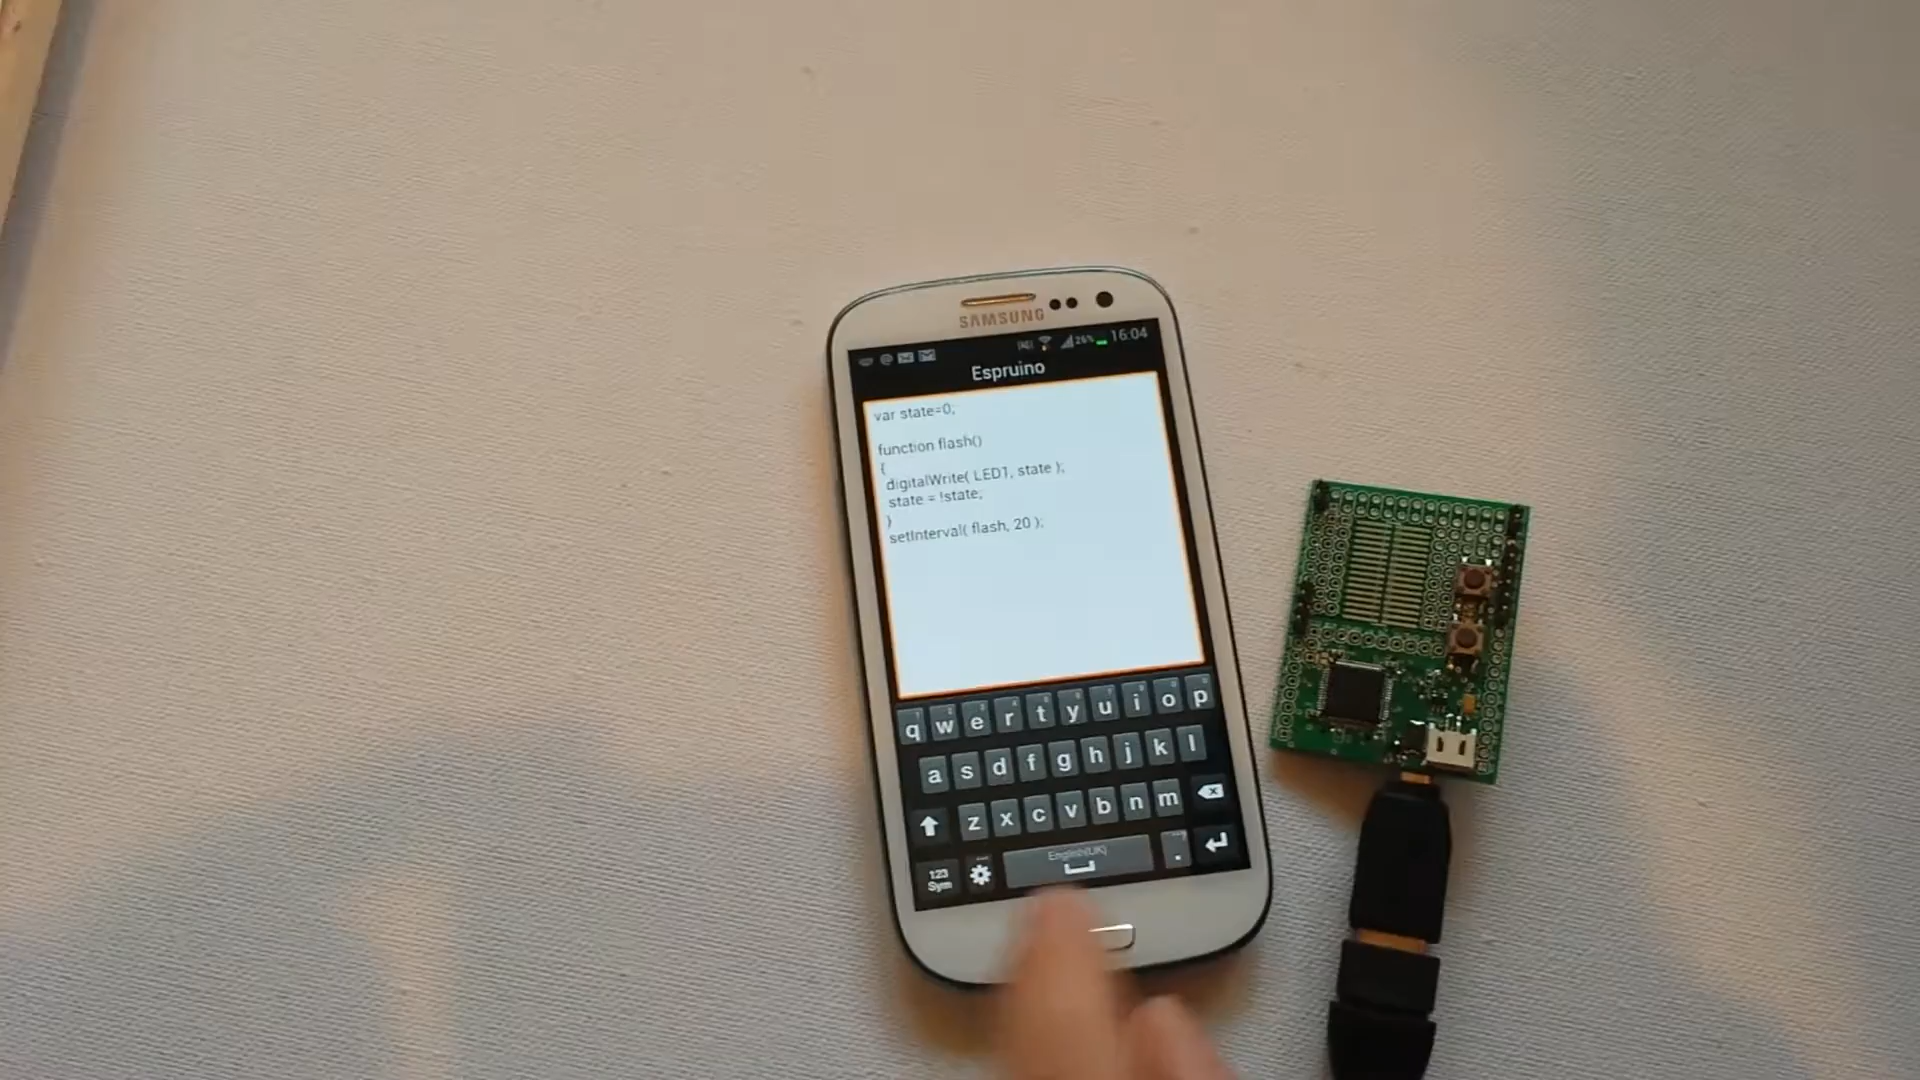 SAMSUNG
26% 16:04
Espruino
var state=0;
function flash()
{
digitalWrite( LED1, state );
state = !state;
}
setInterval( flash, 20 );
q w e r t y u i o p
a s d f g h j k l
z x c v b n m
English(UK)
123
Sym
.